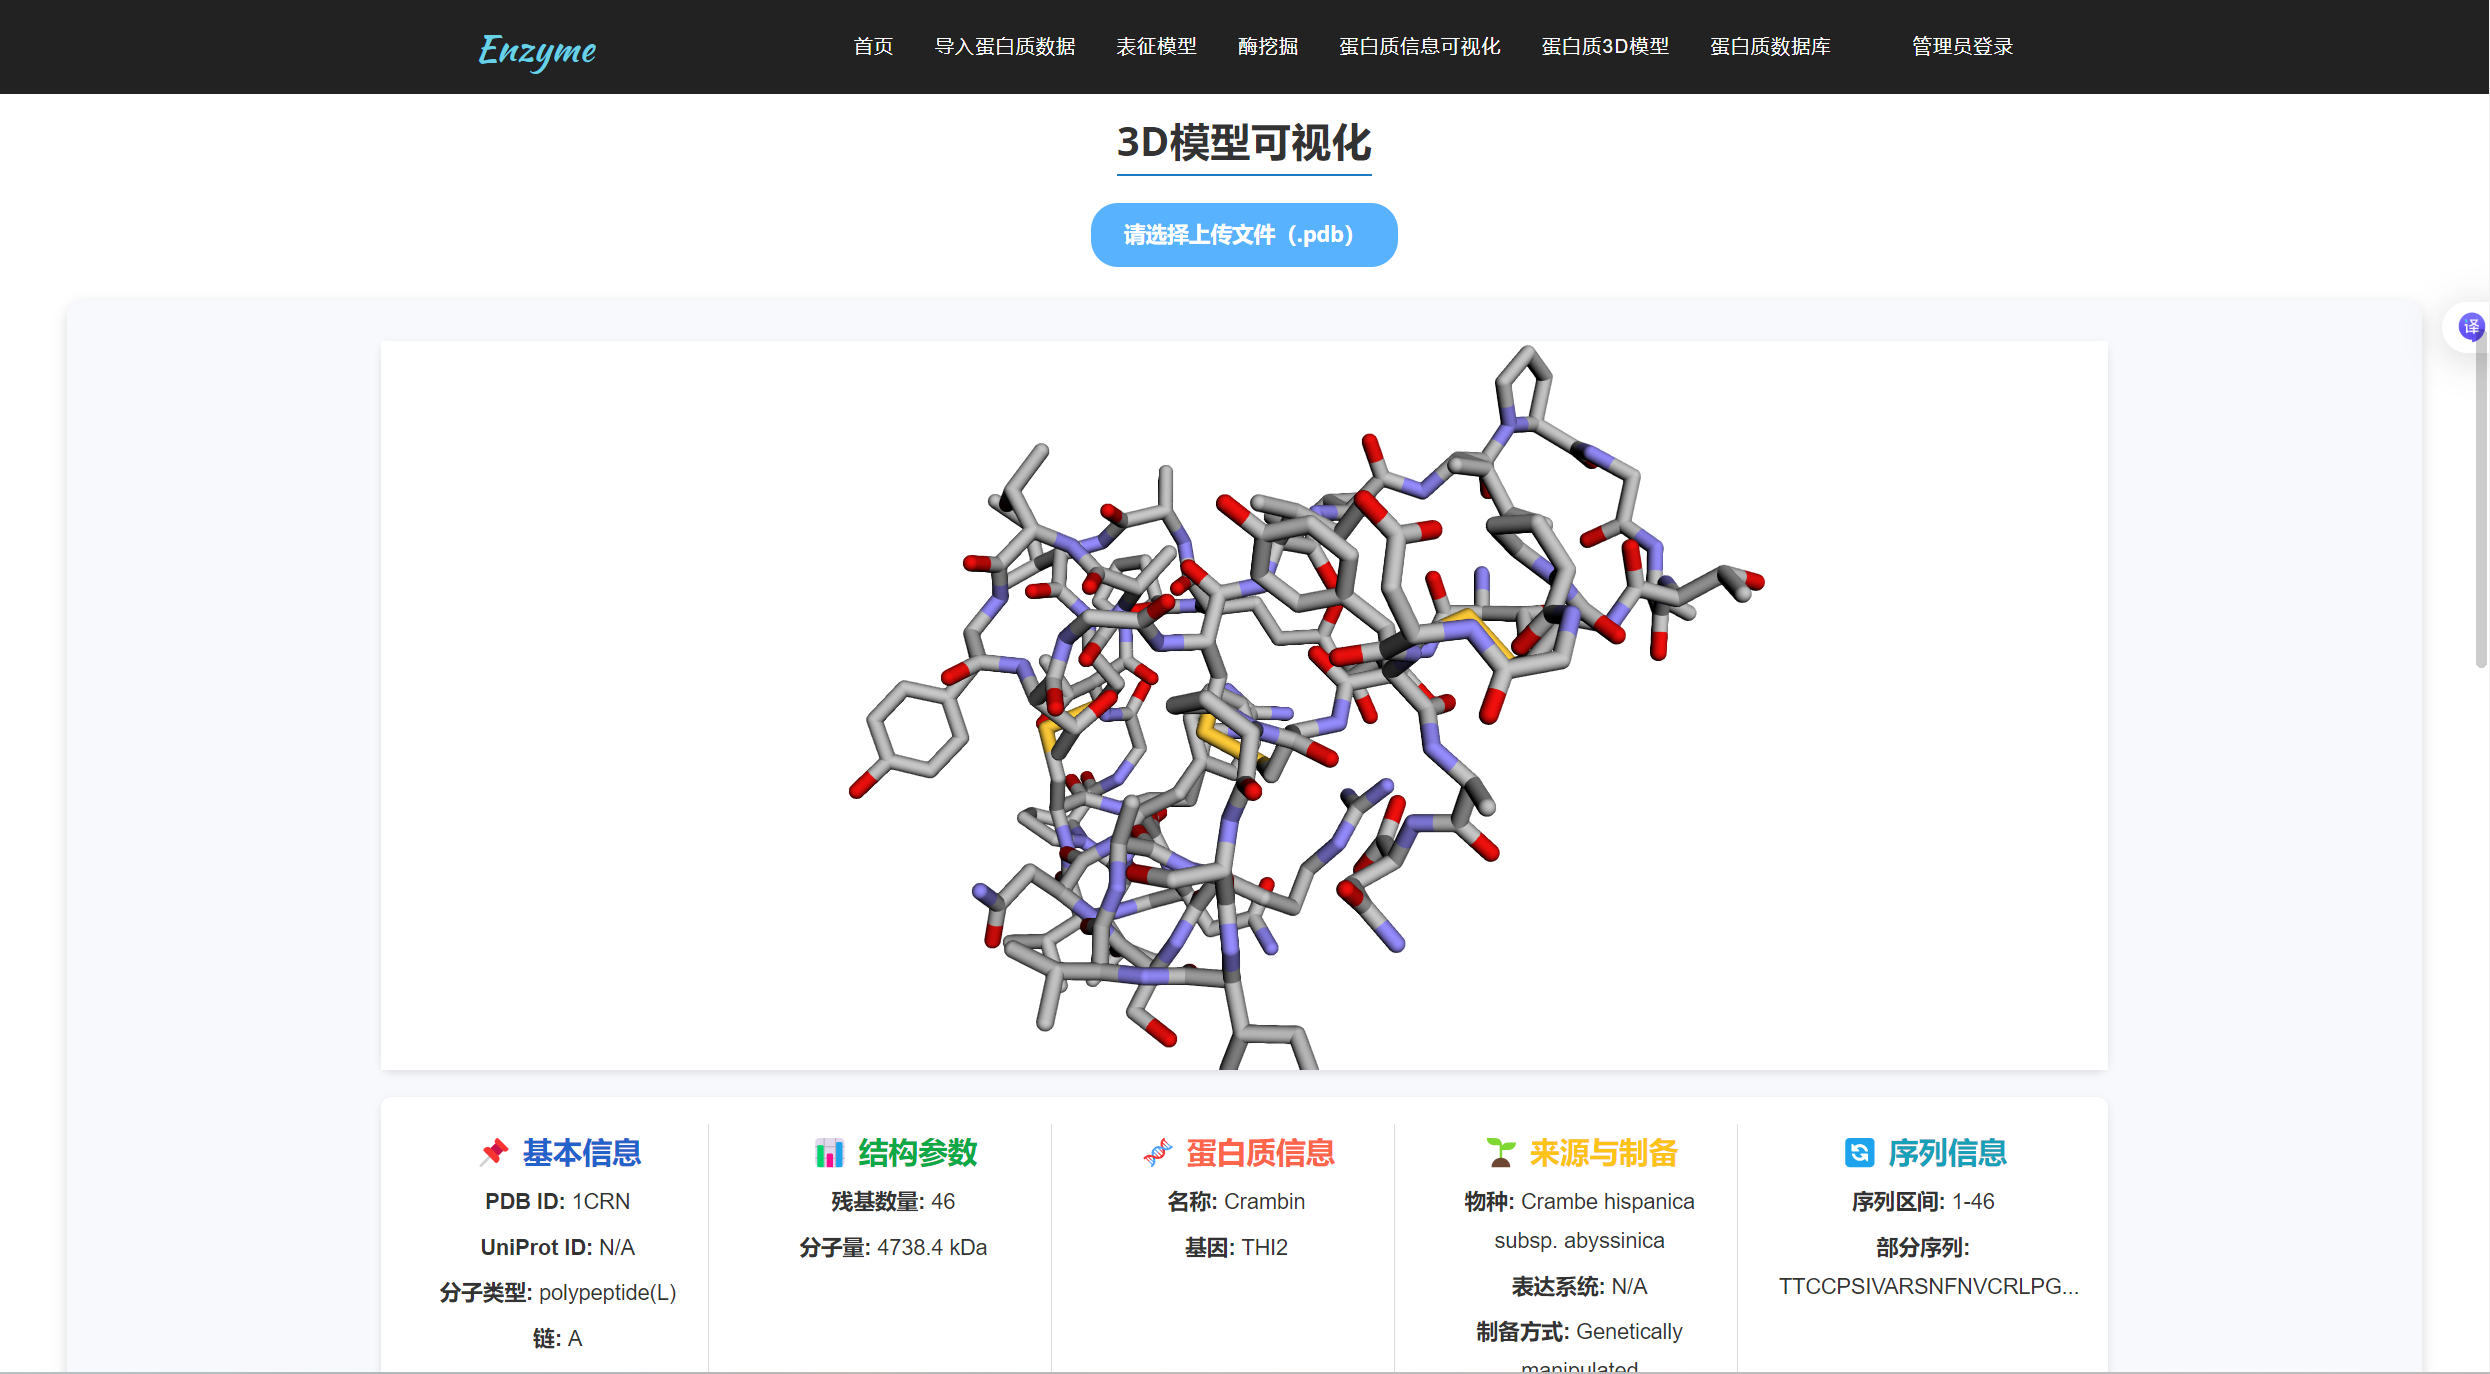 Enzyme
首页 导入蛋白质数据 表征模型 酶挖掘 蛋白质信息可视化 蛋白质3D模型 蛋白质数据库 管理员登录
3D模型可视化
请选择上传文件（.pdb）
译
基本信息
PDB ID: 1CRN
UniProt ID: N/A
分子类型: polypeptide(L)
链: A
结构参数
残基数量: 46
分子量: 4738.4 kDa
蛋白质信息
名称: Crambin
基因: THI2
来源与制备
物种: Crambe hispanica
subsp. abyssinica
表达系统: N/A
制备方式: Genetically
manipulated
序列信息
序列区间: 1-46
部分序列:
TTCCPSIVARSNFNVCRLPG...